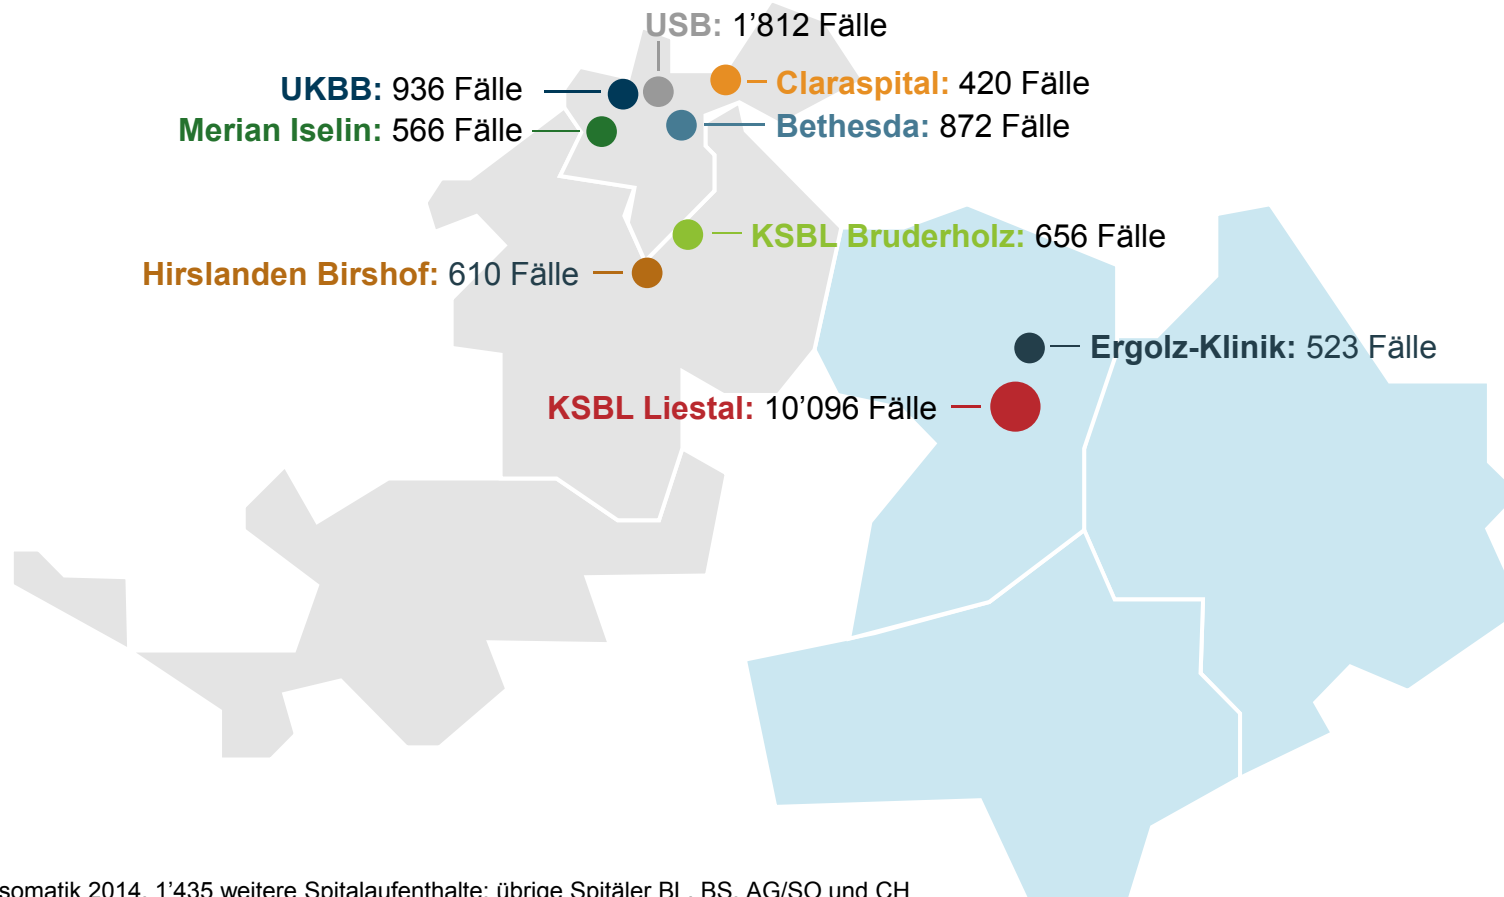 USB: 1’812 Fälle
UKBB: 936 Fälle
Claraspital: 420 Fälle
Merian Iselin: 566 Fälle
Bethesda: 872 Fälle
KSBL Bruderholz: 656 Fälle
Hirslanden Birshof: 610 Fälle
Ergolz-Klinik: 523 Fälle
KSBL Liestal: 10’096 Fälle
somatik 2014. 1’435 weitere Spitalaufenthalte: übrige Spitäler BL, BS, AG/SO und CH